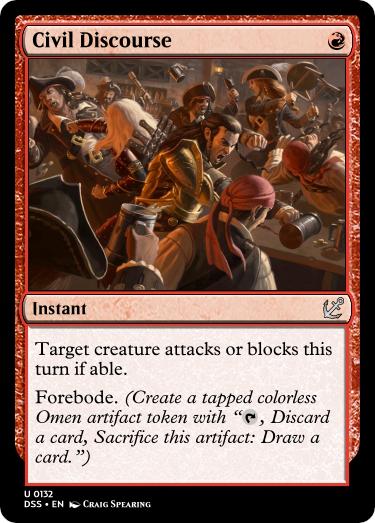 Civil Discourse
Instant
Target creature attacks or blocks this
turn if able.
Forebode. (Create a tapped colorless
Omen artifact token with “, Discard
a card, Sacrifice this artifact: Draw a
card.”)
U 0132
DSS • EN Craig Spearing